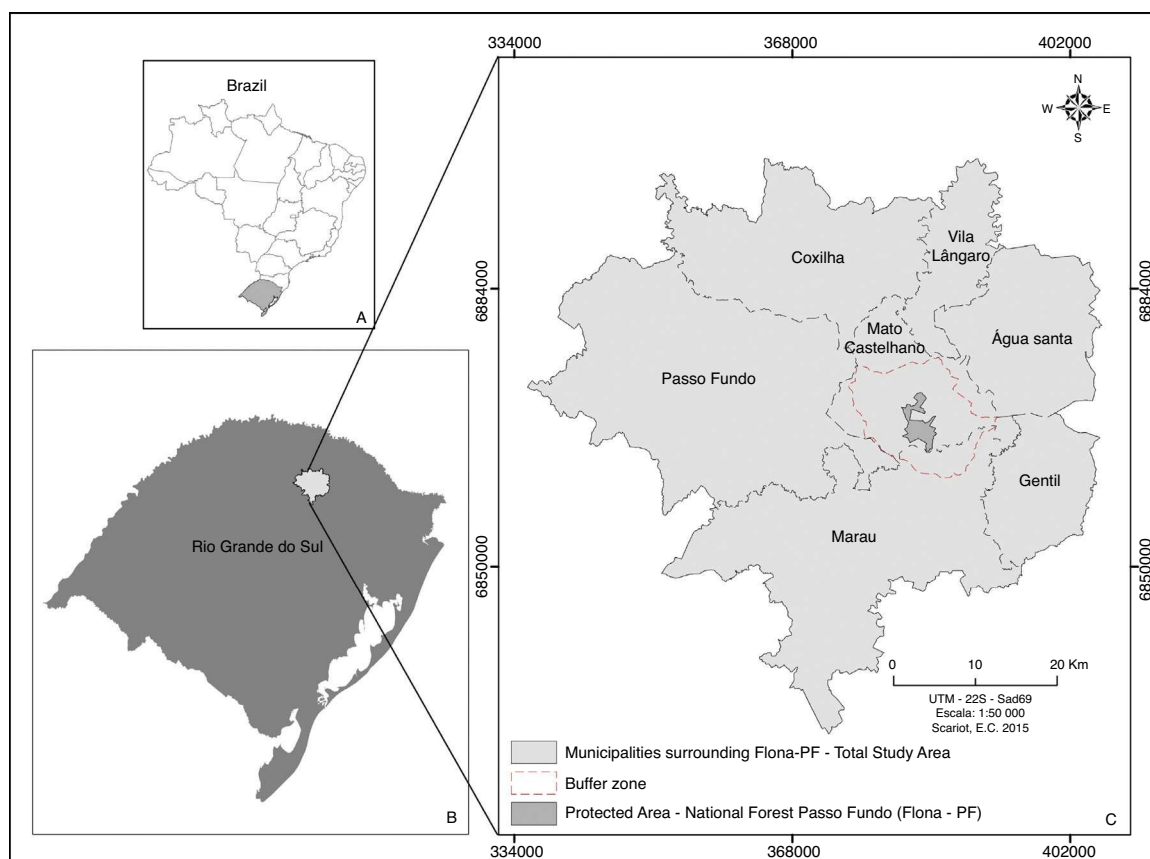 Brazil
A
Rio Grande do Sul
B
334000
368000
402000
N
W
E
S
6884000
6884000
6850000
6850000
Coxilha
Vila
Lângaro
Mato
Castelhano
Água santa
Passo Fundo
Gentil
Marau
0
10
20 Km
UTM - 22S - Sad69
Escala: 1:50 000
Scariot, E.C. 2015
Municipalities surrounding Flona-PF - Total Study Area
Buffer zone
Protected Area - National Forest Passo Fundo (Flona - PF)
C
334000
368000
402000